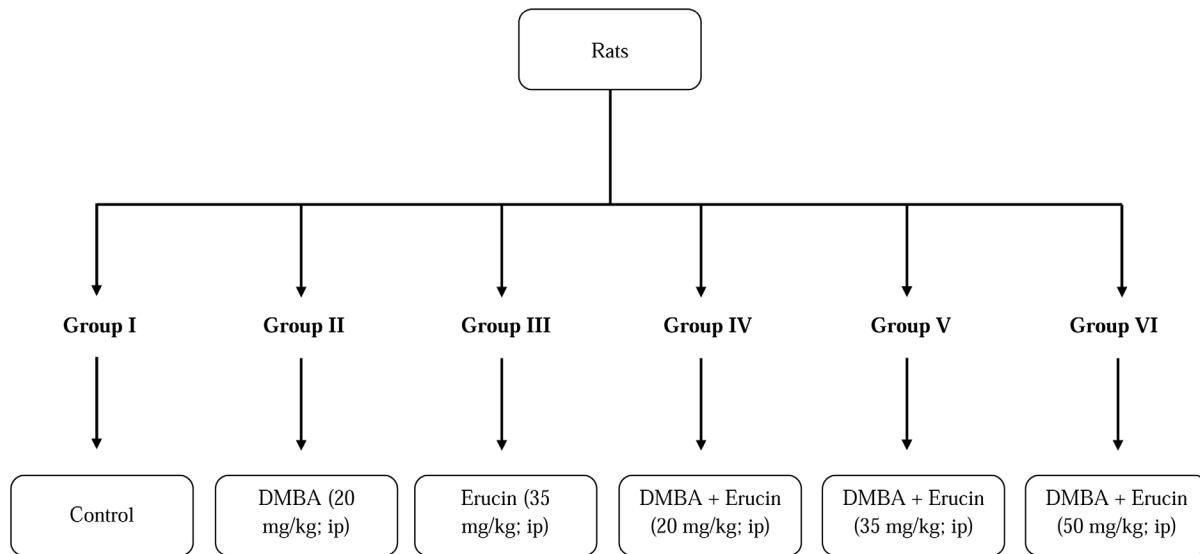 Rats
Group I
Group II
Group III
Group IV
Group V
Group VI
Control
DMBA (20
mg/kg; ip)
Erucin (35
mg/kg; ip)
DMBA + Erucin
(20 mg/kg; ip)
DMBA + Erucin
(35 mg/kg; ip)
DMBA + Erucin
(50 mg/kg; ip)